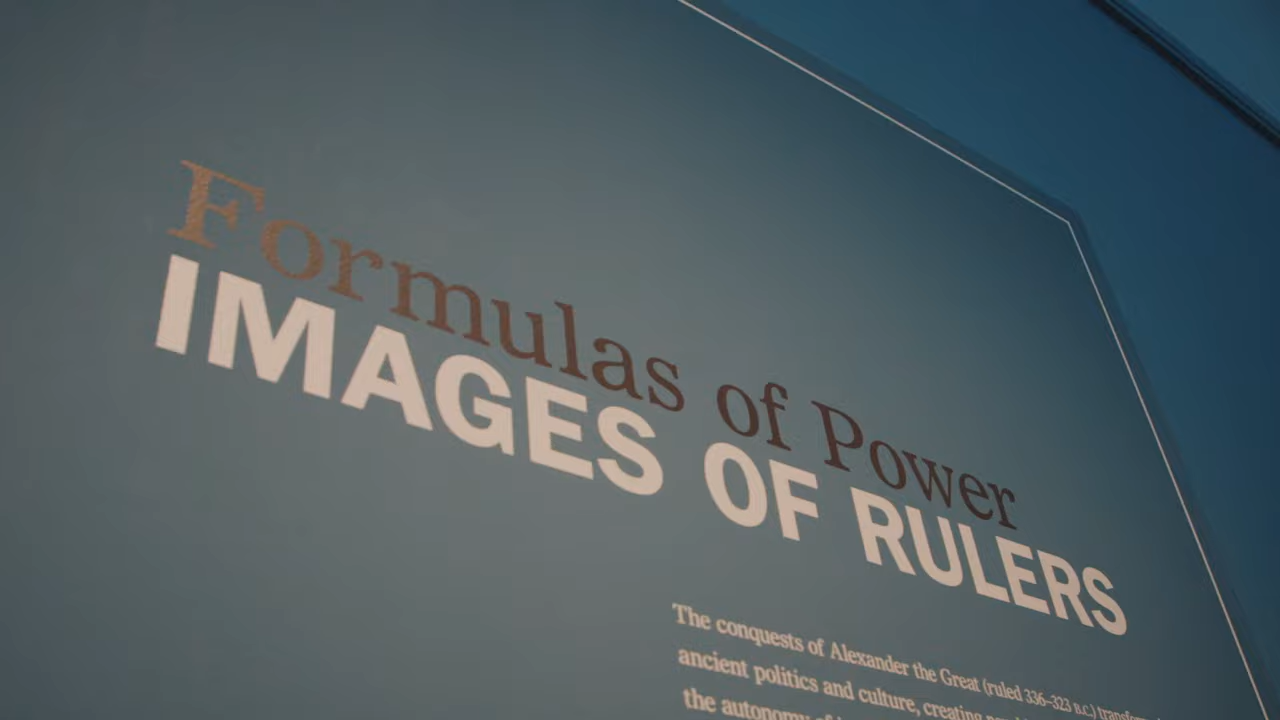 Formulas of Power
IMAGES OF RULERS
The conquests of Alexander the Great (ruled 336–323 B.C.)
ancient politics and culture, creating
the autonomy of